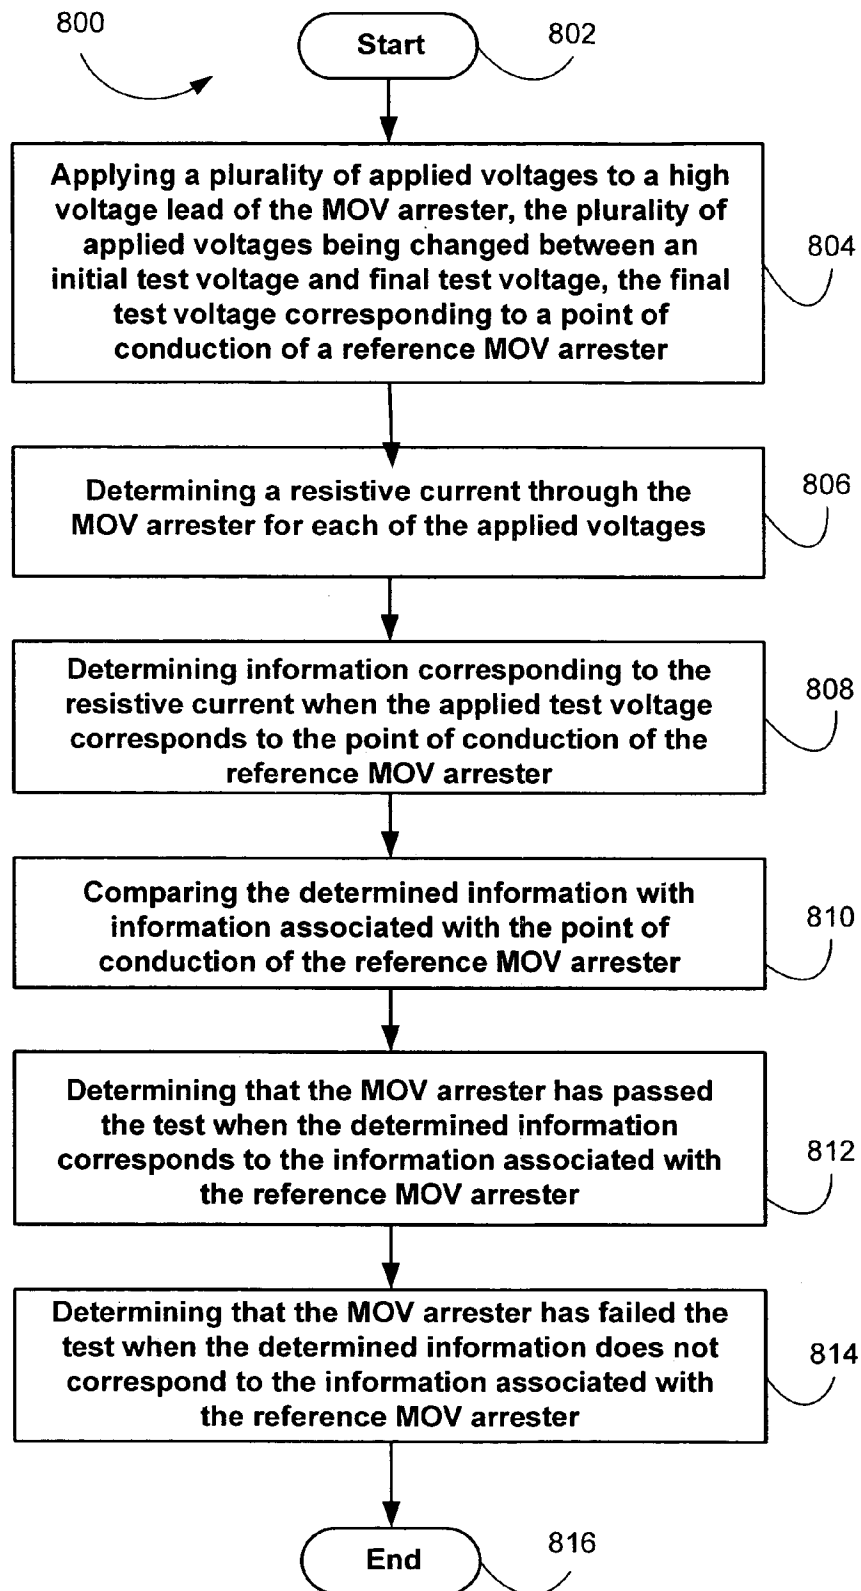 800
Start
802
Applying a plurality of applied voltages to a high
voltage lead of the MOV arrester, the plurality of
applied voltages being changed between an
initial test voltage and final test voltage, the final
test voltage corresponding to a point of
conduction of a reference MOV arrester
804
Determining a resistive current through the
MOV arrester for each of the applied voltages
806
Determining information corresponding to the
resistive current when the applied test voltage
corresponds to the point of conduction of the
reference MOV arrester
808
Comparing the determined information with
information associated with the point of
conduction of the reference MOV arrester
810
Determining that the MOV arrester has passed
the test when the determined information
corresponds to the information associated with
the reference MOV arrester
812
Determining that the MOV arrester has failed the
test when the determined information does not
correspond to the information associated with
the reference MOV arrester
814
End
816